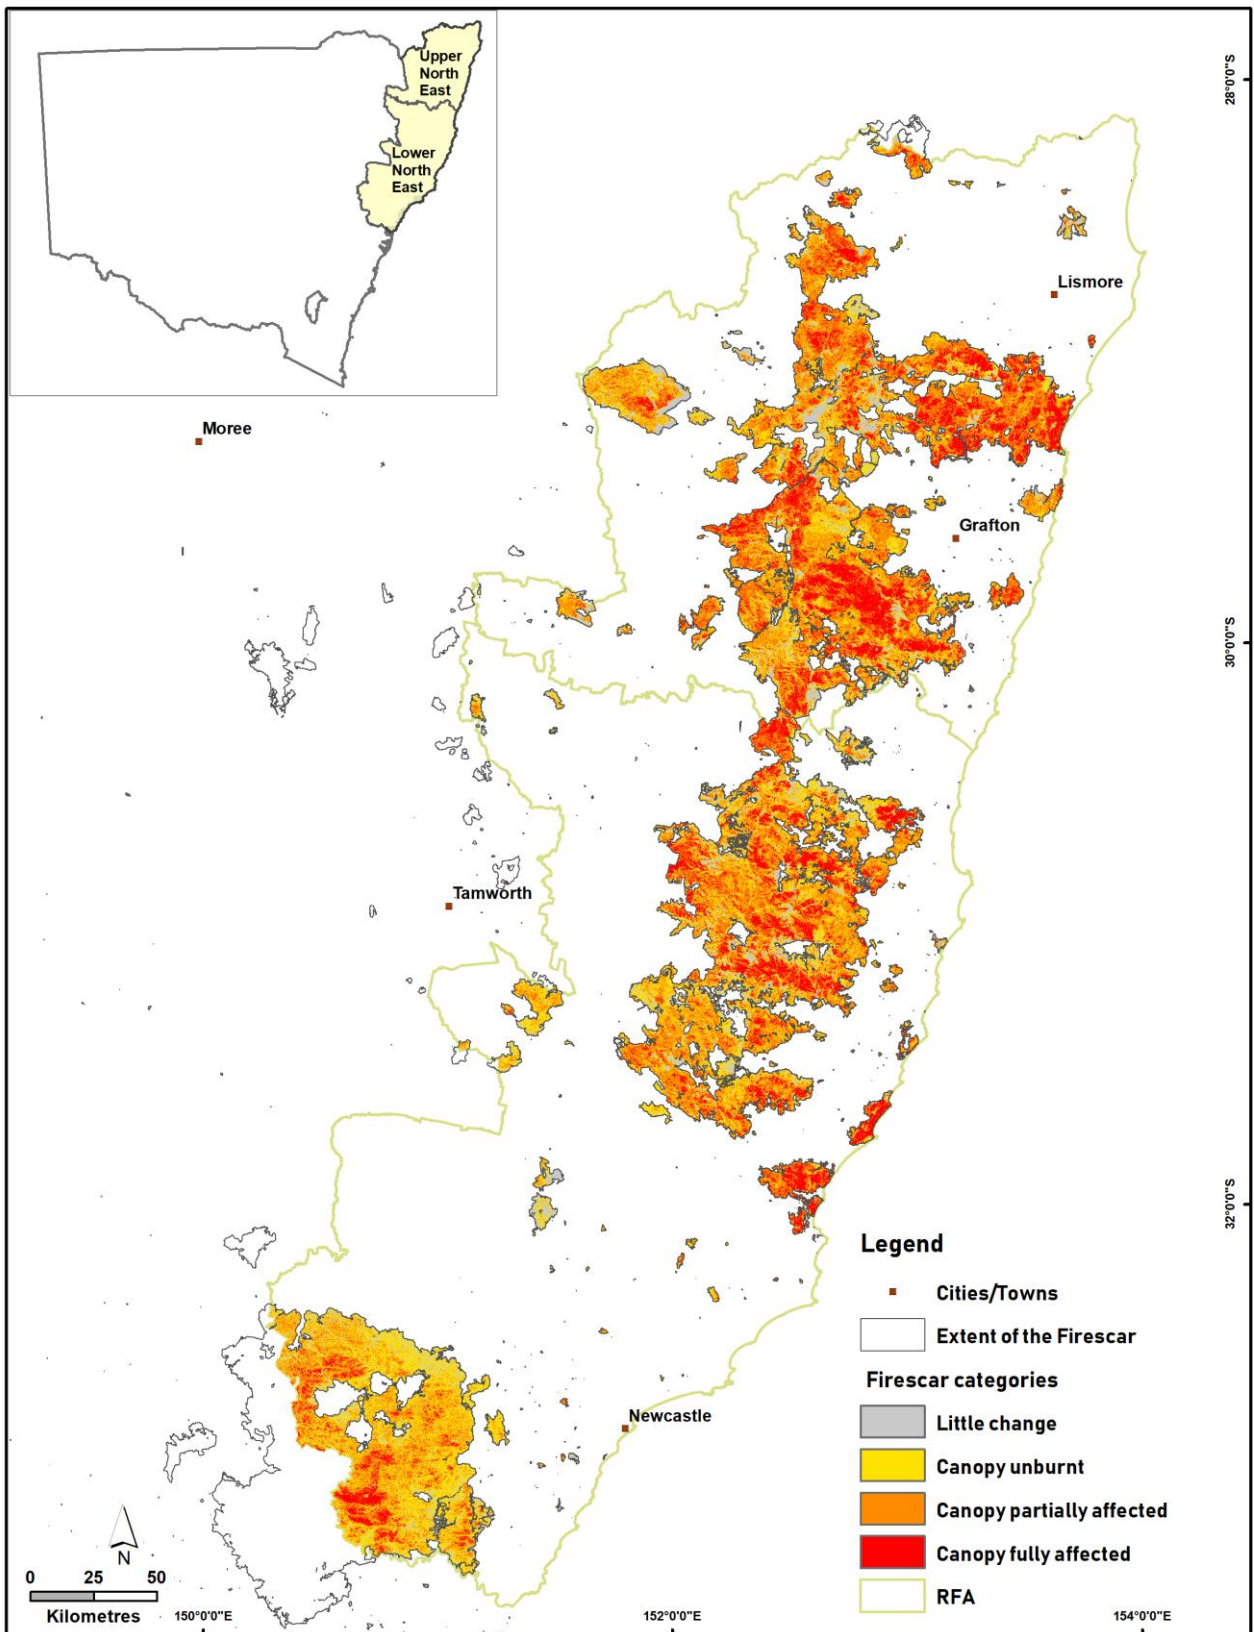 Upper
North
East
Lower
North
East
28°0'0"S
Lismore
Moree
Grafton
30°0'0"S
Tamworth
32°0'0"S
Legend
Cities/Towns
Extent of the Firescar
Firescar categories
Newcastle
Little change
Canopy unburnt
Canopy partially affected
Canopy fully affected
RFA
N
0 25 50
Kilometres
150°0'0"E
152°0'0"E
154°0'0"E